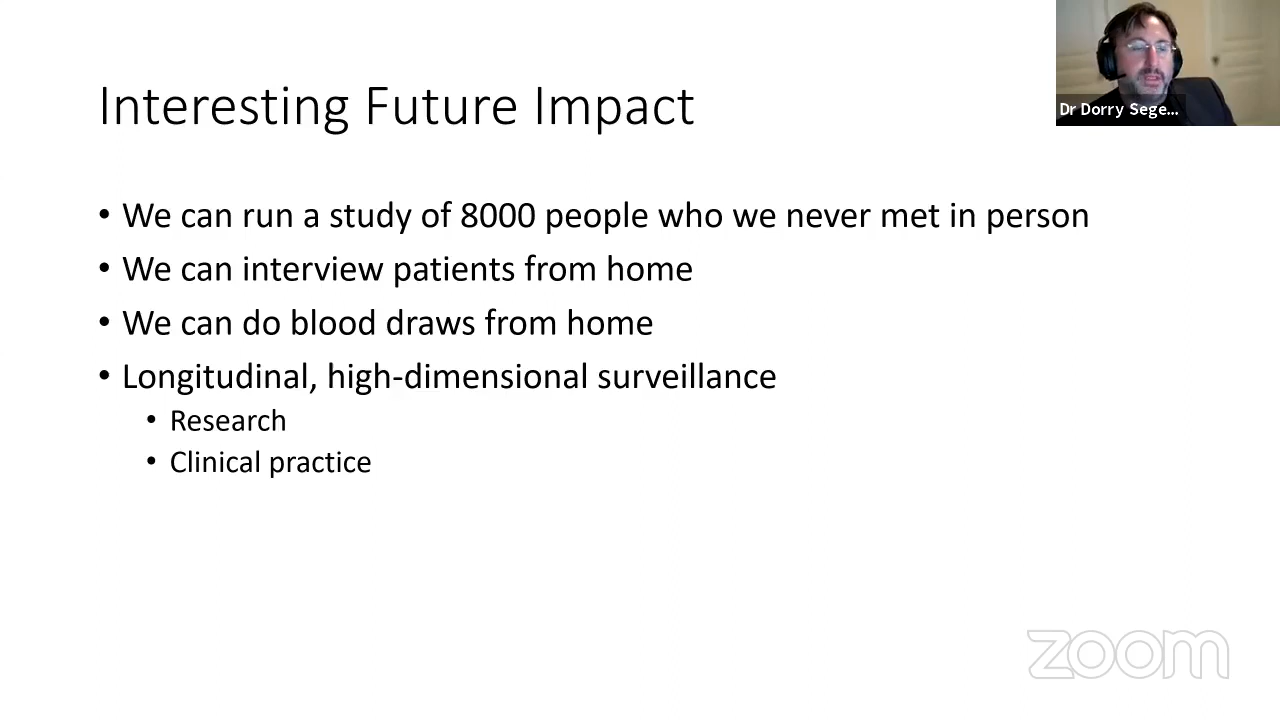 Interesting Future Impact
Dr Dorry Sege...
• We can run a study of 8000 people who we never met in person
• We can interview patients from home
• We can do blood draws from home
• Longitudinal, high-dimensional surveillance
• Research
• Clinical practice
zoom